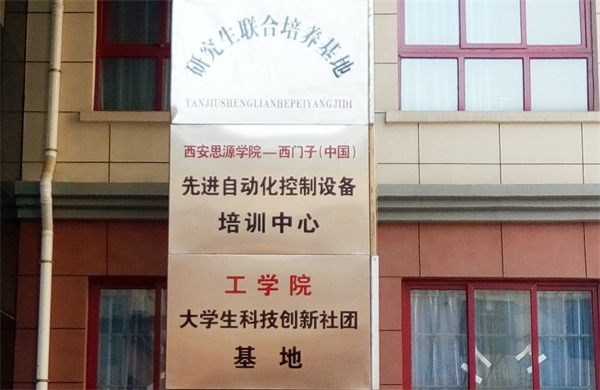 研究生联合培养基地
YANJIUSHENGLIANHEPEIYANGJIDI
西安思源学院—西门子(中国)
先进自动化控制设备
培训中心
工学院
大学生科技创新社团
基地